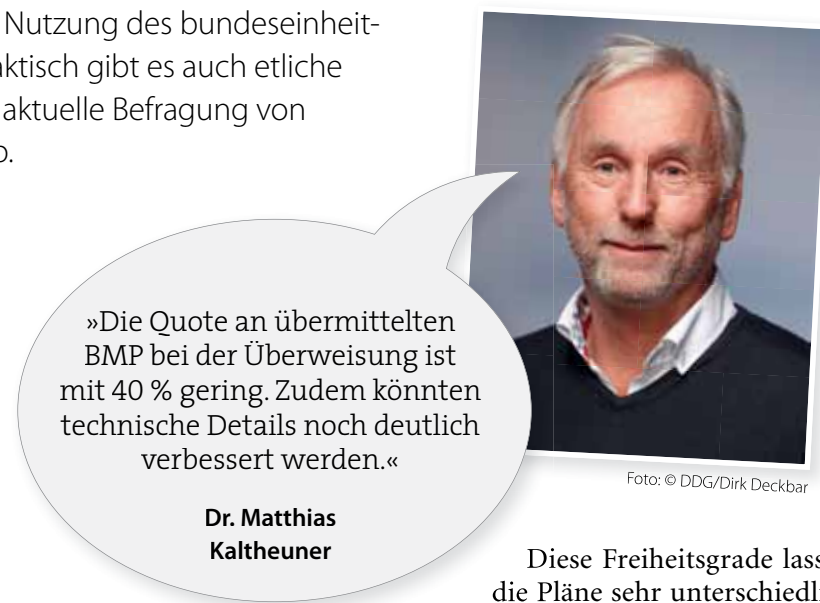 Nutzung des bundeseinheit-
aktisch gibt es auch etliche
aktuelle Befragung von
»Die Quote an übermittelten
BMP bei der Überweisung ist
mit 40 % gering. Zudem könnten
technische Details noch deutlich
verbessert werden.«
Dr. Matthias
Kaltheuner
Foto: © DDG/Dirk Deckbar
Diese Freiheitsgrade lass
die Pläne sehr unterschiedli